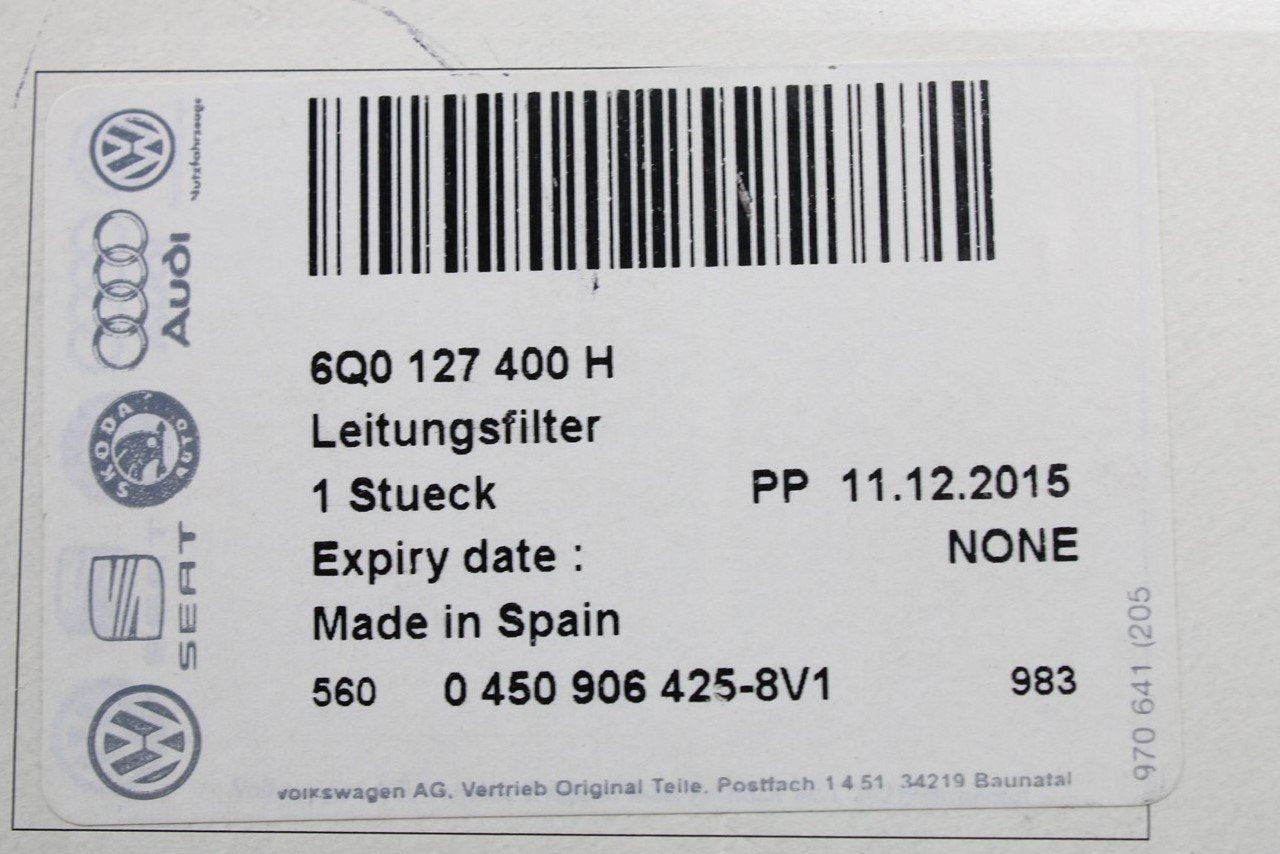 Nutzfahrzeuge
Audi
SKODA AUTO
SEAT
6Q0 127 400 H
Leitungsfilter
1 Stueck PP 11.12.2015
Expiry date : NONE
Made in Spain
560 0 450 906 425-8V1 983
Volkswagen AG, Vertrieb Original Teile. Postfach 1 4 51 34219 Baunatal
970 641 (205